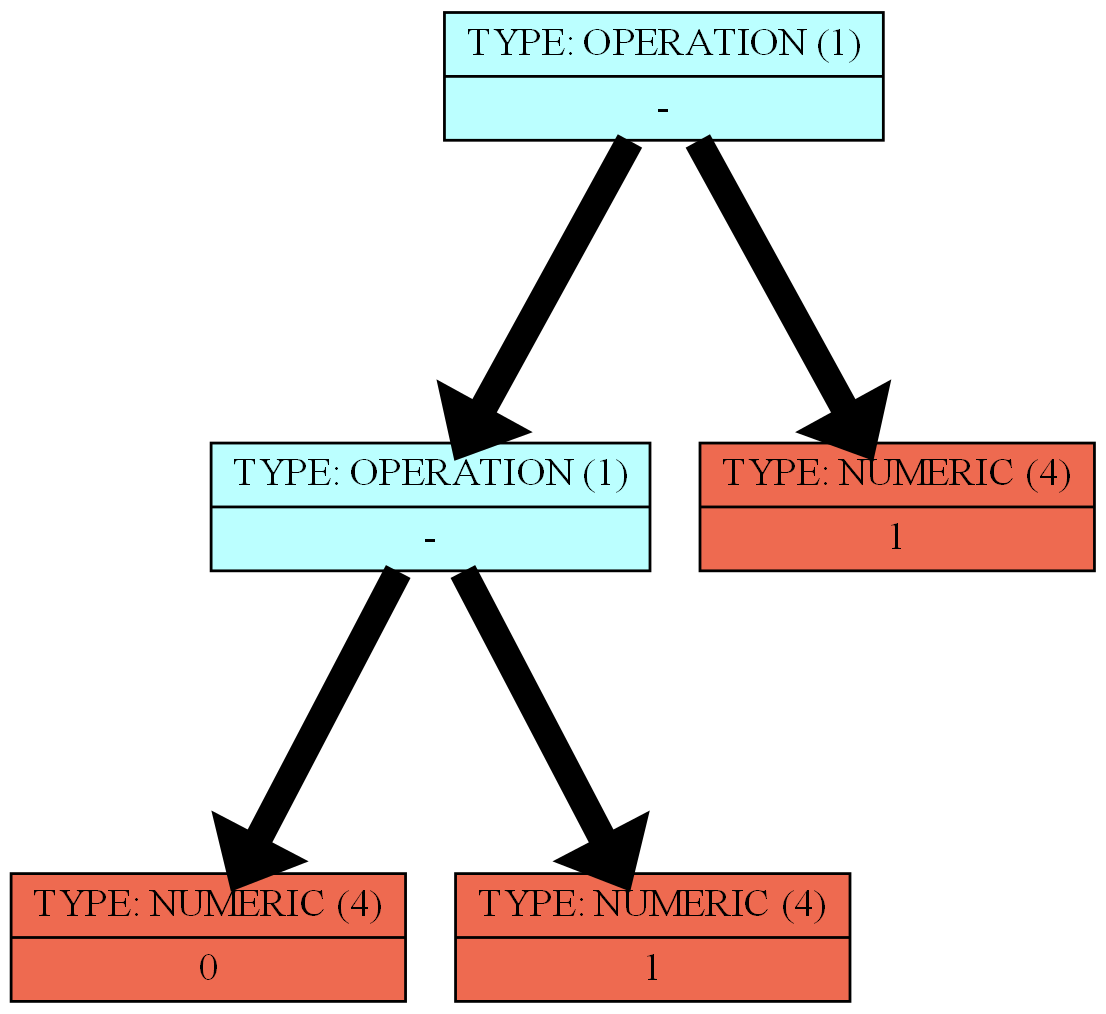 TYPE: OPERATION (1)
-
TYPE: OPERATION (1)
-
TYPE: NUMERIC (4)
1
TYPE: NUMERIC (4)
0
TYPE: NUMERIC (4)
1